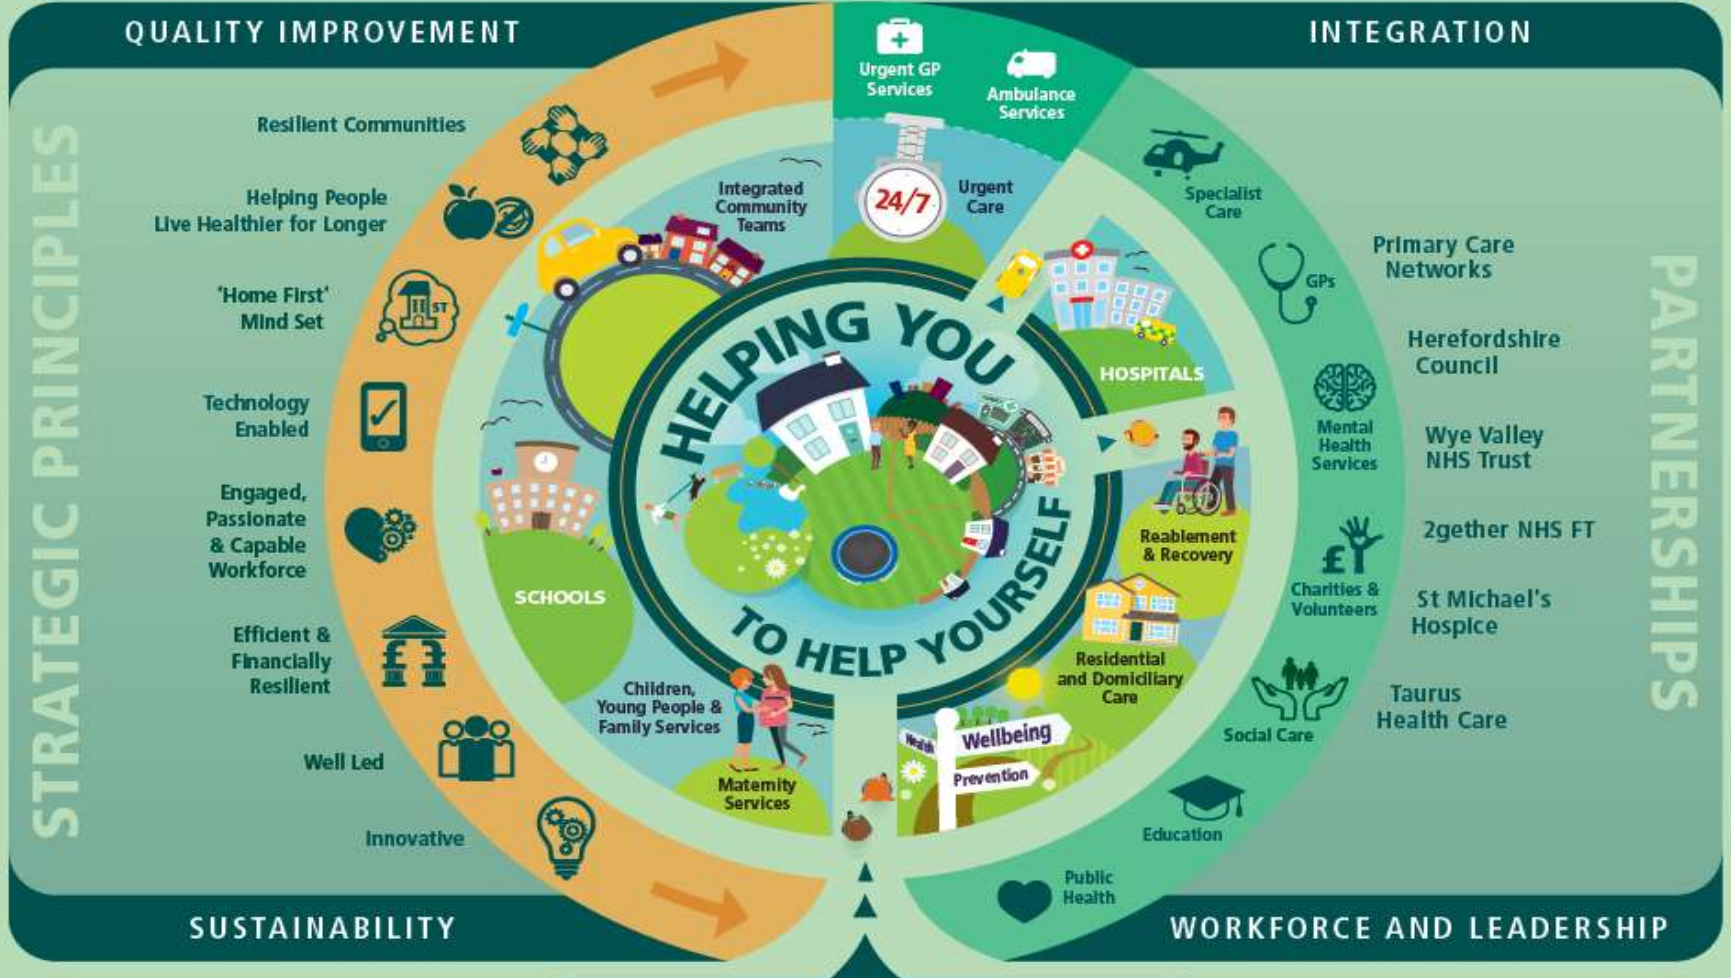 QUALITY IMPROVEMENT
INTEGRATION
STRATEGIC PRINCIPLES
Resilient Communities
Helping People
Live Healthier for Longer
'Home First'
Mind Set
1ST
Technology
Enabled
Engaged,
Passionate
& Capable
Workforce
Efficient &
Financially
Resilient
££
Well Led
Innovative
Urgent GP
Services
Ambulance
Services
Integrated
Community
Teams
24/7
Urgent
Care
HOSPITALS
Reablement
& Recovery
Residential
and Domiciliary
Care
Health
Wellbeing
Prevention
Maternity
Services
Children,
Young People &
Family Services
SCHOOLS
HELPING YOU
TO HELP YOURSELF
Specialist
Care
GPs
Mental
Health
Services
£
Charities &
Volunteers
Social Care
Education
Public
Health
Primary Care
Networks
Herefordshire
Council
Wye Valley
NHS Trust
2gether NHS FT
St Michael's
Hospice
Taurus
Health Care
PARTNERSHIPS
SUSTAINABILITY
WORKFORCE AND LEADERSHIP